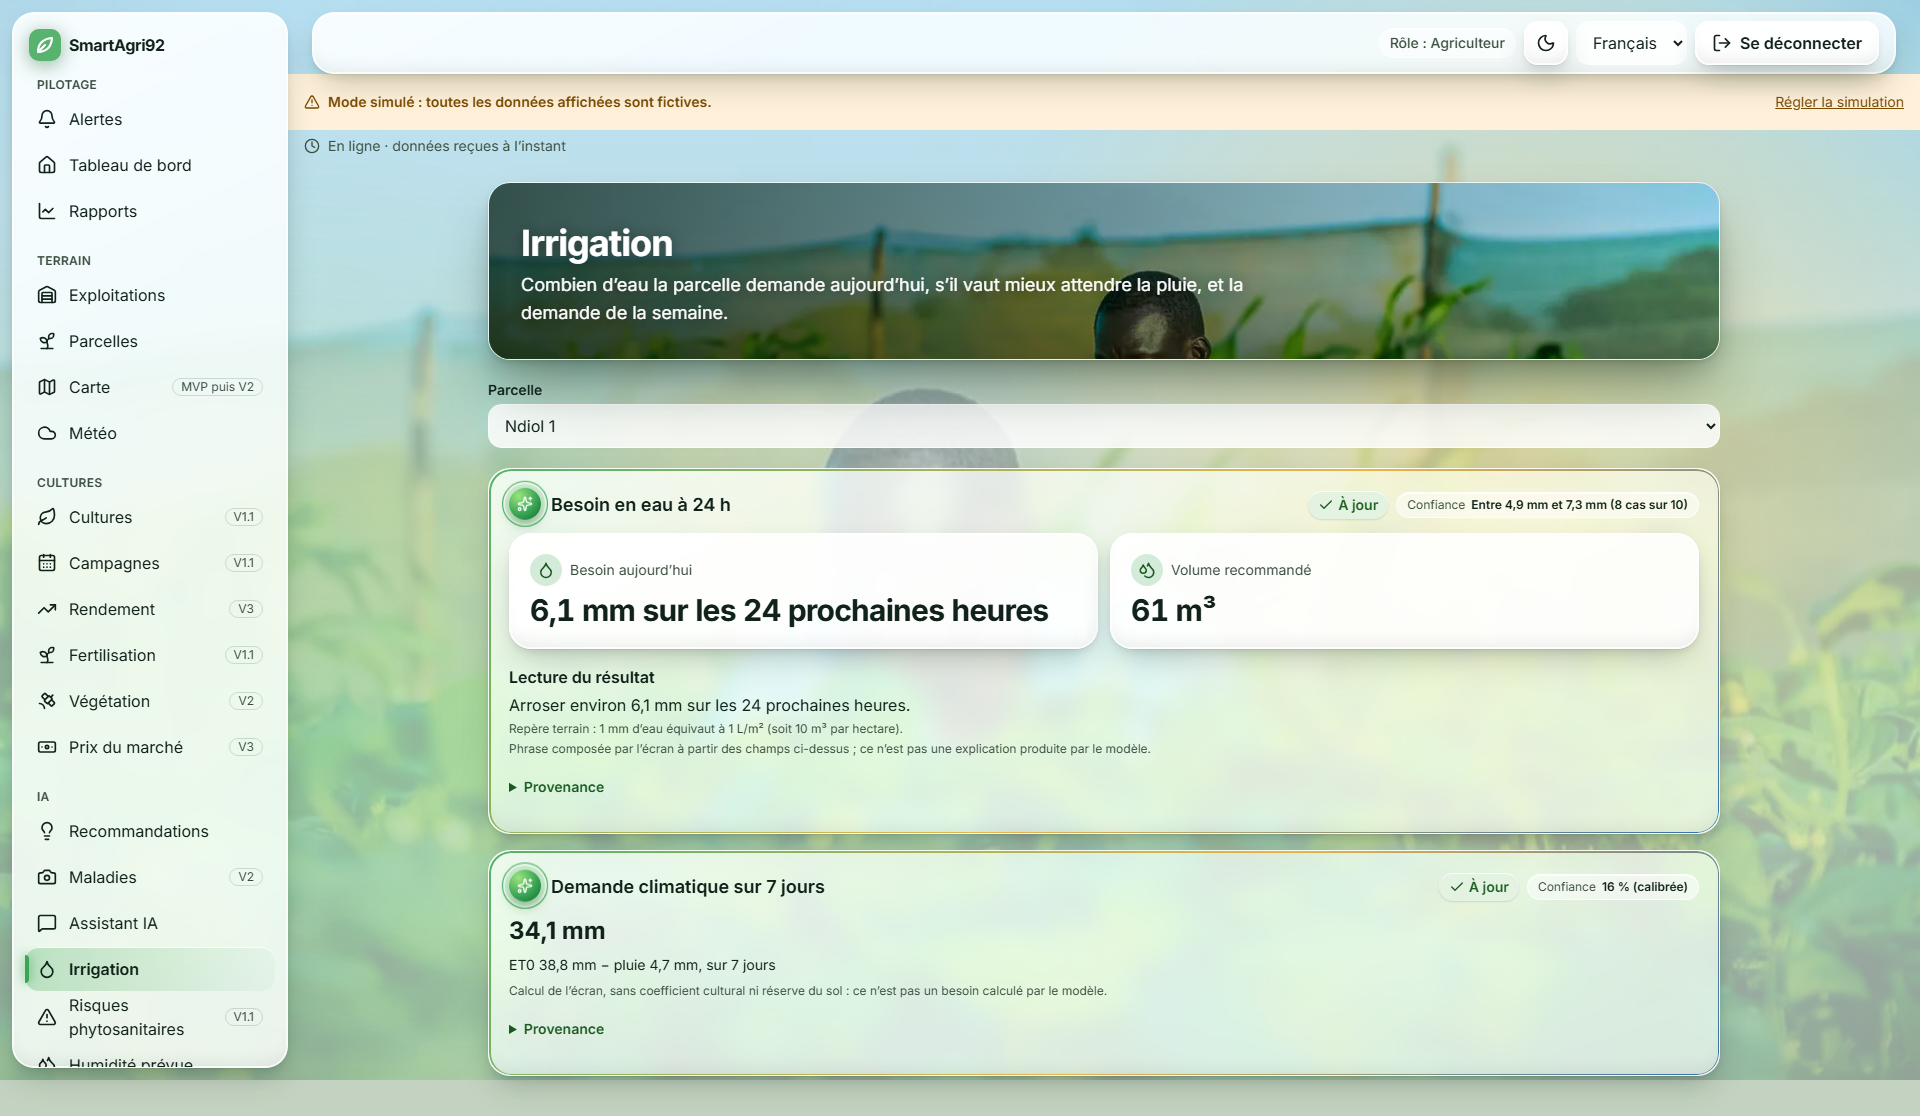 SmartAgri92
PILOTAGE
Alertes
Tableau de bord
Rapports
TERRAIN
Exploitations
Parcelles
Carte MVP puis V2
Météo
CULTURES
Cultures V1.1
Campagnes V1.1
Rendement V3
Fertilisation V1.1
Végétation V2
Prix du marché V3
IA
Recommandations
Maladies V2
Assistant IA
Irrigation
Risques
phytosanitaires V1.1
Humidité prévue
Rôle : Agriculteur
Français
Se déconnecter
Mode simulé : toutes les données affichées sont fictives.
Régler la simulation
En ligne · données reçues à l’instant
Irrigation
Combien d’eau la parcelle demande aujourd’hui, s’il vaut mieux attendre la pluie, et la
demande de la semaine.
Parcelle
Ndiol 1
Besoin en eau à 24 h
À jour
Confiance Entre 4,9 mm et 7,3 mm (8 cas sur 10)
Besoin aujourd’hui
6,1 mm sur les 24 prochaines heures
Volume recommandé
61 m³
Lecture du résultat
Arroser environ 6,1 mm sur les 24 prochaines heures.
Repère terrain : 1 mm d’eau équivaut à 1 L/m² (soit 10 m³ par hectare).
Phrase composée par l’écran à partir des champs ci-dessus ; ce n’est pas une explication produite par le modèle.
Provenance
Demande climatique sur 7 jours
À jour
Confiance 16 % (calibrée)
34,1 mm
ET0 38,8 mm − pluie 4,7 mm, sur 7 jours
Calcul de l’écran, sans coefficient cultural ni réserve du sol : ce n’est pas un besoin calculé par le modèle.
Provenance